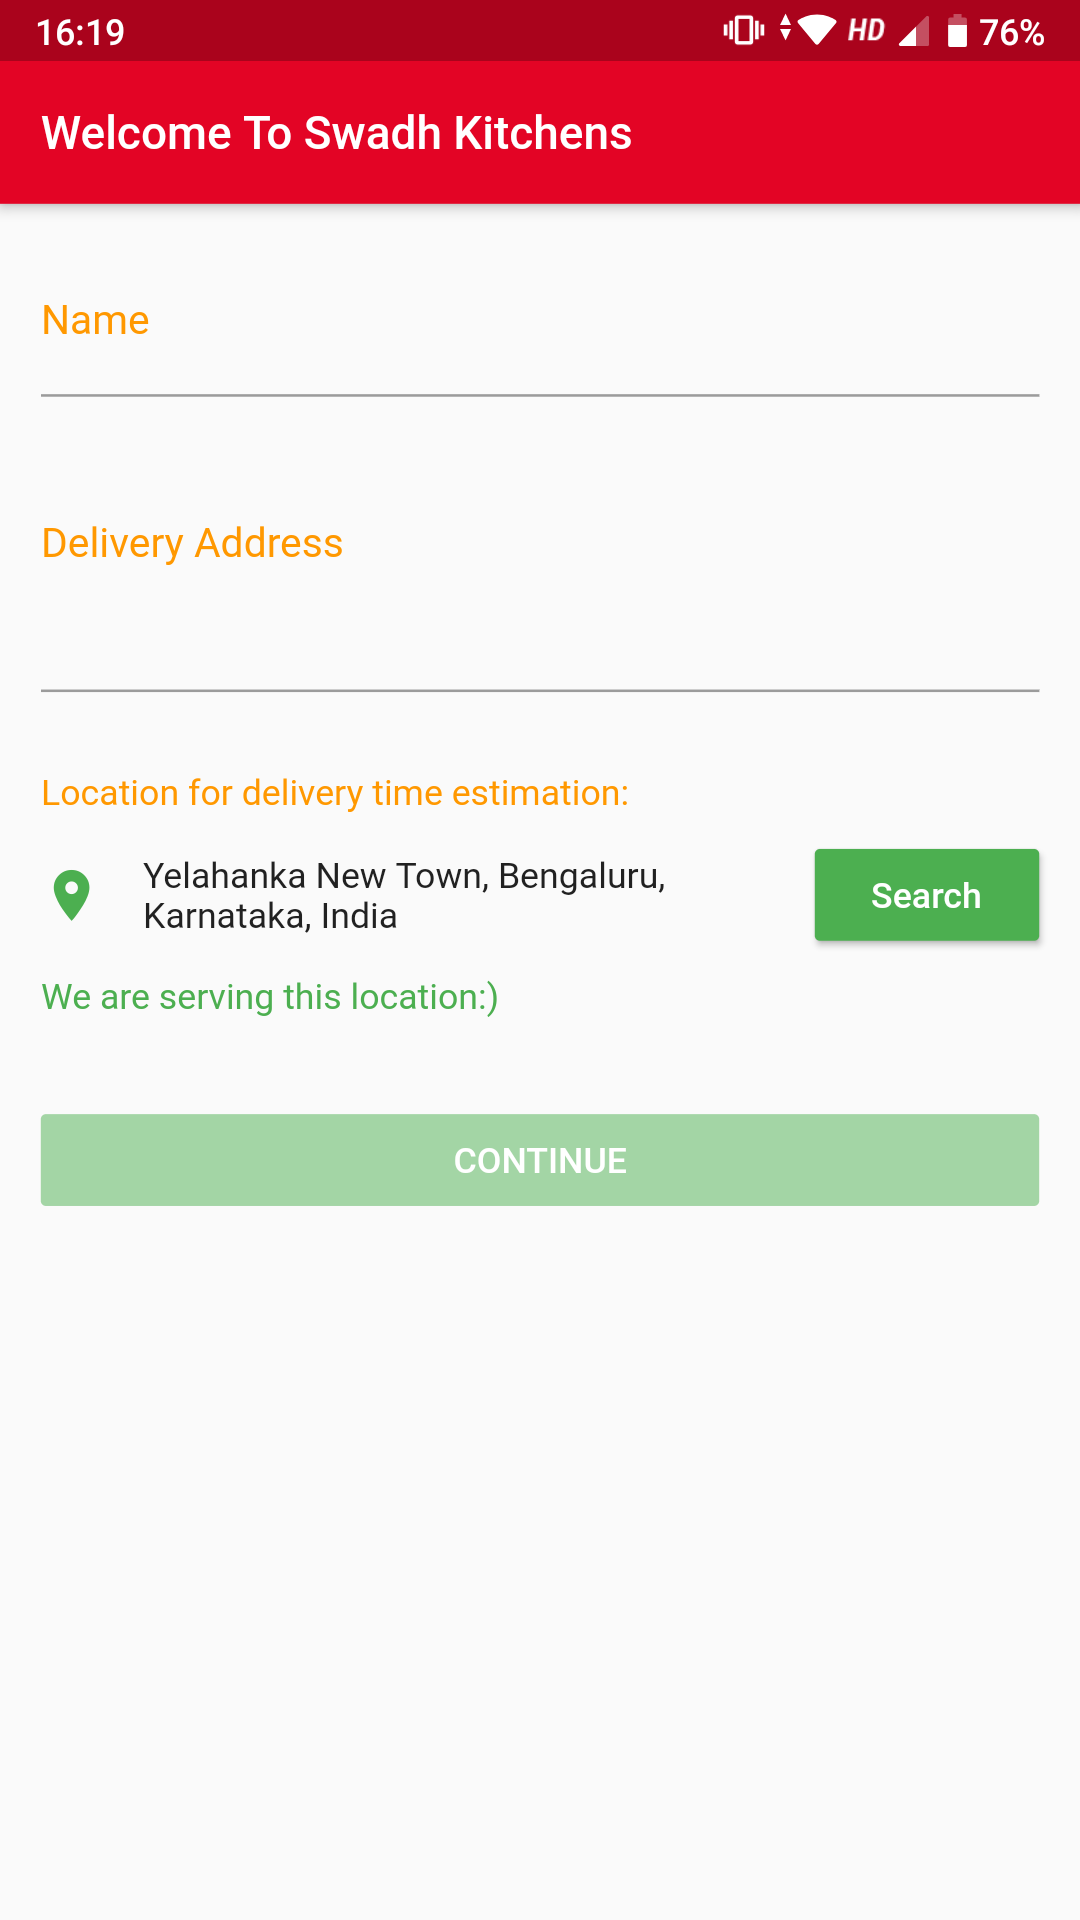 16:19
HD
76%
Welcome To Swadh Kitchens
Name
Delivery Address
Location for delivery time estimation:
Yelahanka New Town, Bengaluru,
Karnataka, India
Search
We are serving this location:)
CONTINUE